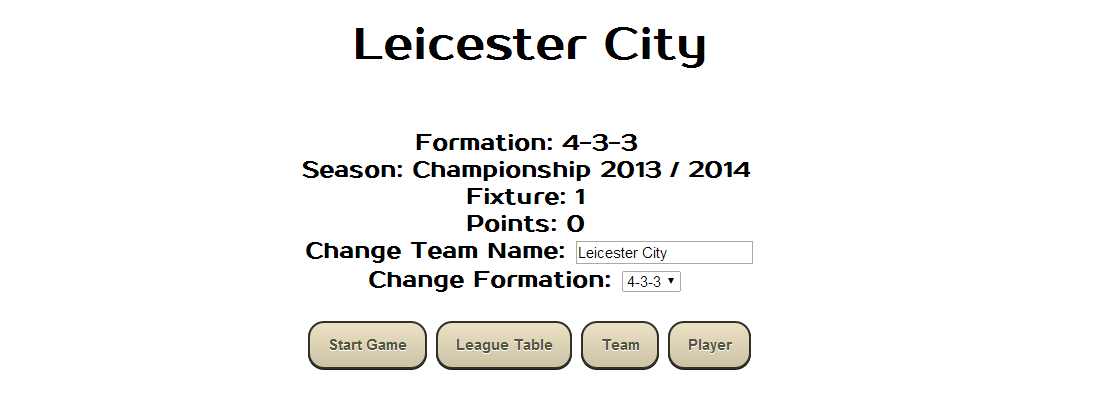 Leicester City
Formation: 4-3-3
Season: Championship 2013 / 2014
Fixture: 1
Points: 0
Change Team Name: Leicester City
Change Formation: 4-3-3
Start Game League Table Team Player